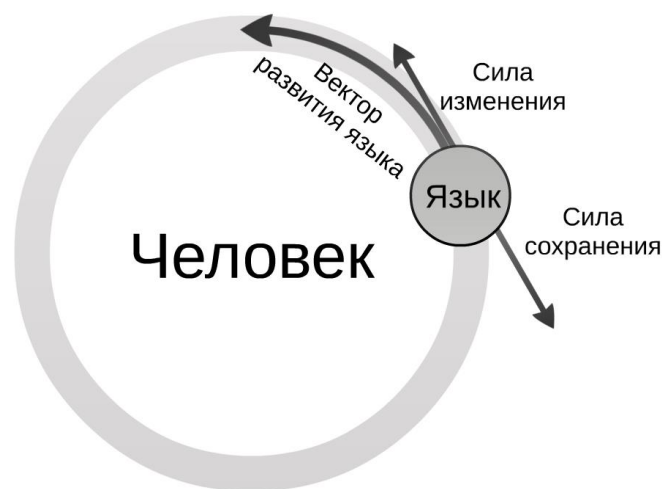 Вектор
развития языка
Сила
изменения
Язык
Сила
сохранения
Человек